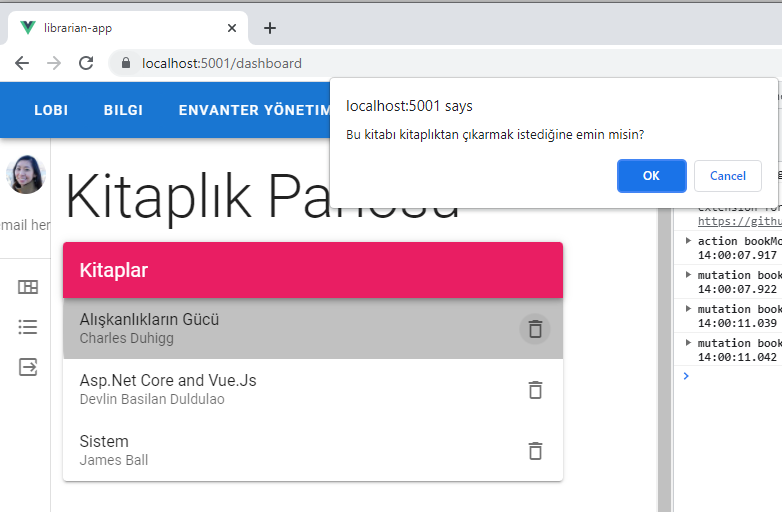 librarian-app
localhost:5001/dashboard
LOBI BILGI ENVANTER YÖNETIM
localhost:5001 says
Bu kitabı kitaplıktan çıkarmak istediğine emin misin?
OK Cancel
Kitaplık Panosu
mail her
Kitaplar
Alışkanlıkların Gücü
Charles Duhigg
Asp.Net Core and Vue.Js
Devlin Basilan Duldulao
Sistem
James Ball
extension for
https://githu
action bookMo
14:00:07.917
mutation book
14:00:07.922
mutation book
14:00:11.039
mutation book
14:00:11.042